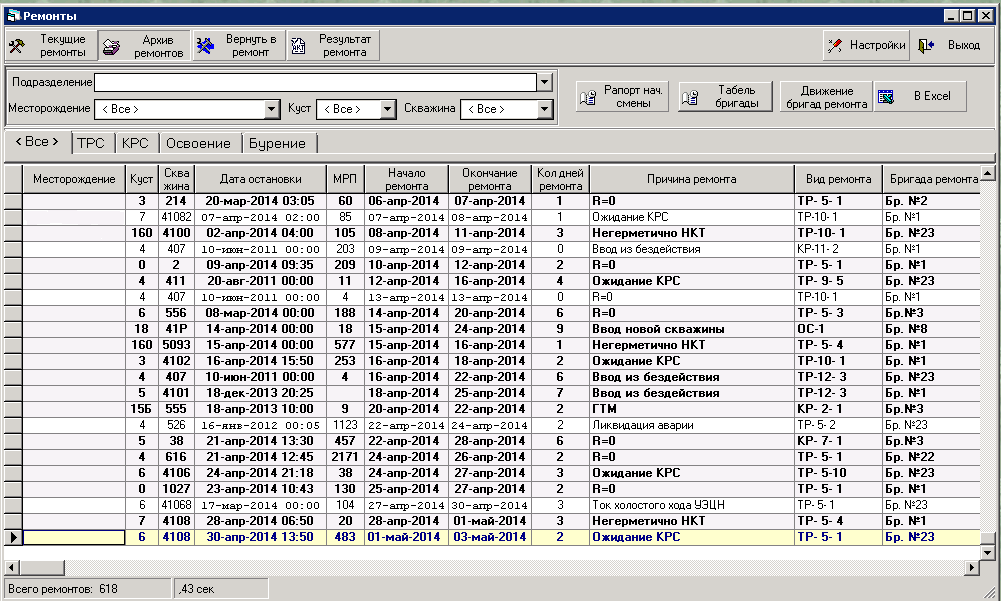 Ремонты
Текущие ремонты
Архив ремонтов
Вернуть в ремонт
Результат ремонта
Настройки
Выход
Подразделение
Месторождение < Все > Куст < Все > Скважина < Все >
Рапорт нач. смены
Табель бригады
Движение бригад ремонта
В Excel
< Все > ТРС КРС Освоение Бурение
Месторождение Куст Сква жина Дата остановки МРП Начало ремонта Окончание ремонта Кол дней ремонта Причина ремонта Вид ремонта Бригада ремонта
3 214 20-мар-2014 03:05 60 06-апр-2014 07-апр-2014 1 R=0 ТР- 5- 1 Бр. №2
7 41082 07-апр-2014 02:00 85 07-апр-2014 08-апр-2014 1 Ожидание КРС ТР-10- 1 Бр. №1
160 4100 02-апр-2014 04:00 105 08-апр-2014 11-апр-2014 3 Негерметично НКТ ТР-10- 1 Бр. №23
4 407 10-июн-2011 00:00 203 09-апр-2014 09-апр-2014 0 Ввод из бездействия КР-11- 2 Бр. №1
0 2 09-апр-2014 09:35 209 10-апр-2014 12-апр-2014 2 R=0 ТР- 5- 1 Бр. №1
4 411 20-авг-2011 00:00 11 12-апр-2014 16-апр-2014 4 Ожидание КРС ТР- 9- 5 Бр. №23
4 407 10-июн-2011 00:00 4 13-апр-2014 13-апр-2014 0 R=0 ТР-10- 1 Бр. №1
6 556 08-мар-2014 00:00 188 14-апр-2014 20-апр-2014 6 R=0 ТР- 5- 3 Бр.№3
18 41Р 14-апр-2014 00:00 18 15-апр-2014 24-апр-2014 9 Ввод новой скважины ОС-1 Бр. №8
160 5093 15-апр-2014 00:00 577 15-апр-2014 16-апр-2014 1 Негерметично НКТ ТР- 5- 4 Бр. №1
3 4102 16-апр-2014 15:50 253 16-апр-2014 18-апр-2014 2 Ожидание КРС ТР-10- 1 Бр. №1
4 407 10-июн-2011 00:00 4 16-апр-2014 22-апр-2014 6 Ввод из бездействия ТР-12- 3 Бр. №23
5 4101 18-дек-2013 20:25 18-апр-2014 25-апр-2014 7 Ввод из бездействия ТР-12- 3 Бр. №1
15Б 555 18-апр-2013 10:00 9 20-апр-2014 22-апр-2014 2 ГТМ КР- 2- 1 Бр.№3
4 526 16-янв-2012 00:05 1123 22-апр-2014 24-апр-2014 2 Ликвидация аварии ТР- 5- 2 Бр. №23
5 38 21-апр-2014 13:30 457 22-апр-2014 28-апр-2014 6 R=0 КР- 7- 1 Бр.№3
4 616 21-апр-2014 12:45 2171 24-апр-2014 26-апр-2014 2 R=0 ТР- 5- 1 Бр. №22
6 4106 24-апр-2014 21:18 38 24-апр-2014 27-апр-2014 3 Ожидание КРС ТР- 5-10 Бр. №23
0 1027 23-апр-2014 10:43 130 25-апр-2014 27-апр-2014 2 R=0 ТР- 5- 1 Бр. №1
6 41068 17-мар-2014 00:00 104 27-апр-2014 30-апр-2014 3 Ток холостого хода УЭЦН ТР- 5- 1 Бр. №23
7 4108 28-апр-2014 06:50 20 28-апр-2014 01-май-2014 3 Негерметично НКТ ТР- 5- 4 Бр. №1
6 4108 30-апр-2014 13:50 483 01-май-2014 03-май-2014 2 Ожидание КРС ТР- 5- 1 Бр. №23
Всего ремонтов: 618 ,43 сек